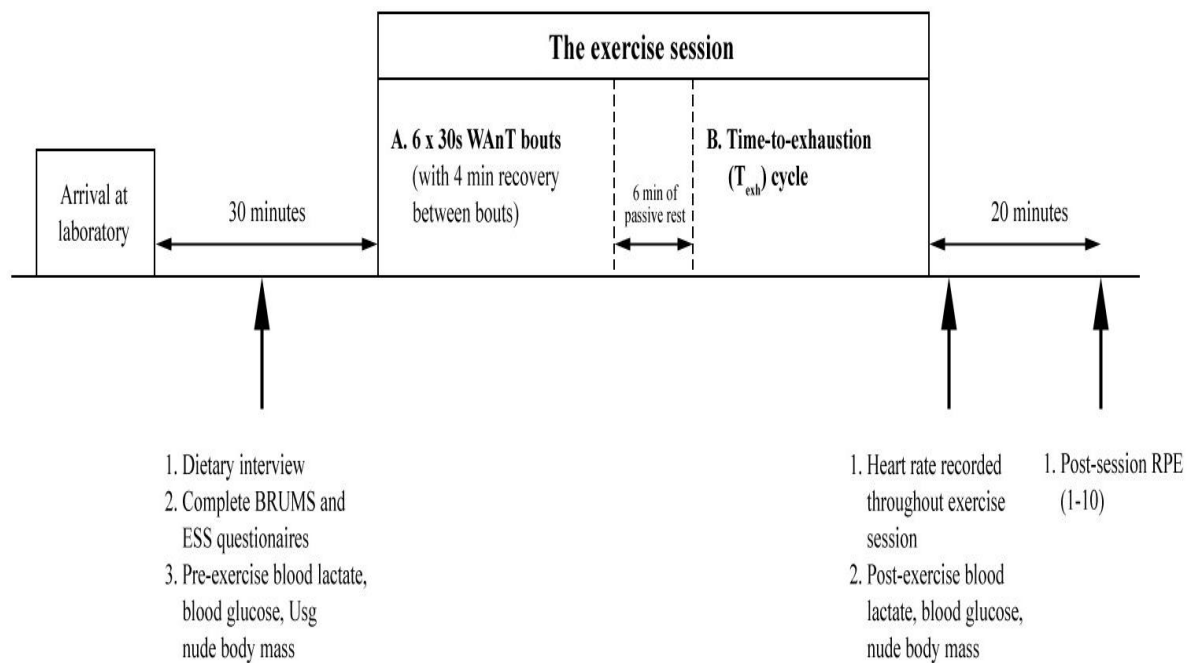 The exercise session
A. 6 x 30s WAnT bouts
(with 4 min recovery
between bouts)
6 min of
passive rest
B. Time-to-exhaustion
(Texh) cycle
Arrival at
laboratory
30 minutes
20 minutes
1. Dietary interview
2. Complete BRUMS and
ESS questionaires
3. Pre-exercise blood lactate,
blood glucose, Usg
nude body mass
1. Heart rate recorded
throughout exercise
session
2. Post-exercise blood
lactate, blood glucose,
nude body mass
1. Post-session RPE
(1-10)